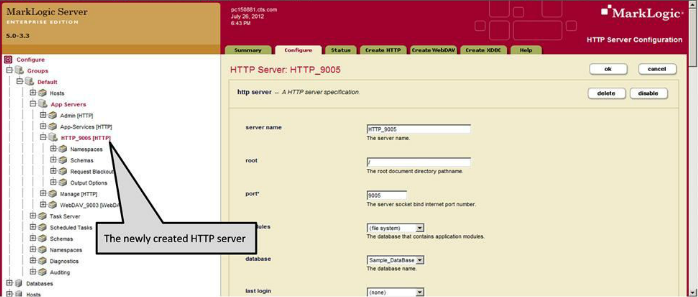 MarkLogic Server
ENTERPRISE EDITION
5.0-3.3
ac156881.cts.com
July 26, 2012
6:43 PM
MarkLogic
HTTP Server Configuration
Summary Configure Status Create HTTP Create WebDAV Create XDBC Help
Configure
Groups
Default
Hosts
App Servers
Admin [HTTP]
App-Services [HTTP]
HTTP_9005 [HTTP]
Namespaces
Schemas
Request Blackout
Output Options
Manage [HTTP]
WebDAV_9003 [WebDA
Task Server
Scheduled Tasks
Schemas
Namespaces
Diagnostics
Auditing
Databases
Hosts
The newly created HTTP server
HTTP Server: HTTP_9005
ok cancel
http server -- A HTTP server specification.
delete disable
server name
HTTP_9005
The server name.
root
/
The root document directory pathname.
port*
9005
The server socket bind internet port number.
dules
(file system)
The database that contains application modules.
database
Sample_DataBase
The database name.
last login
(none)